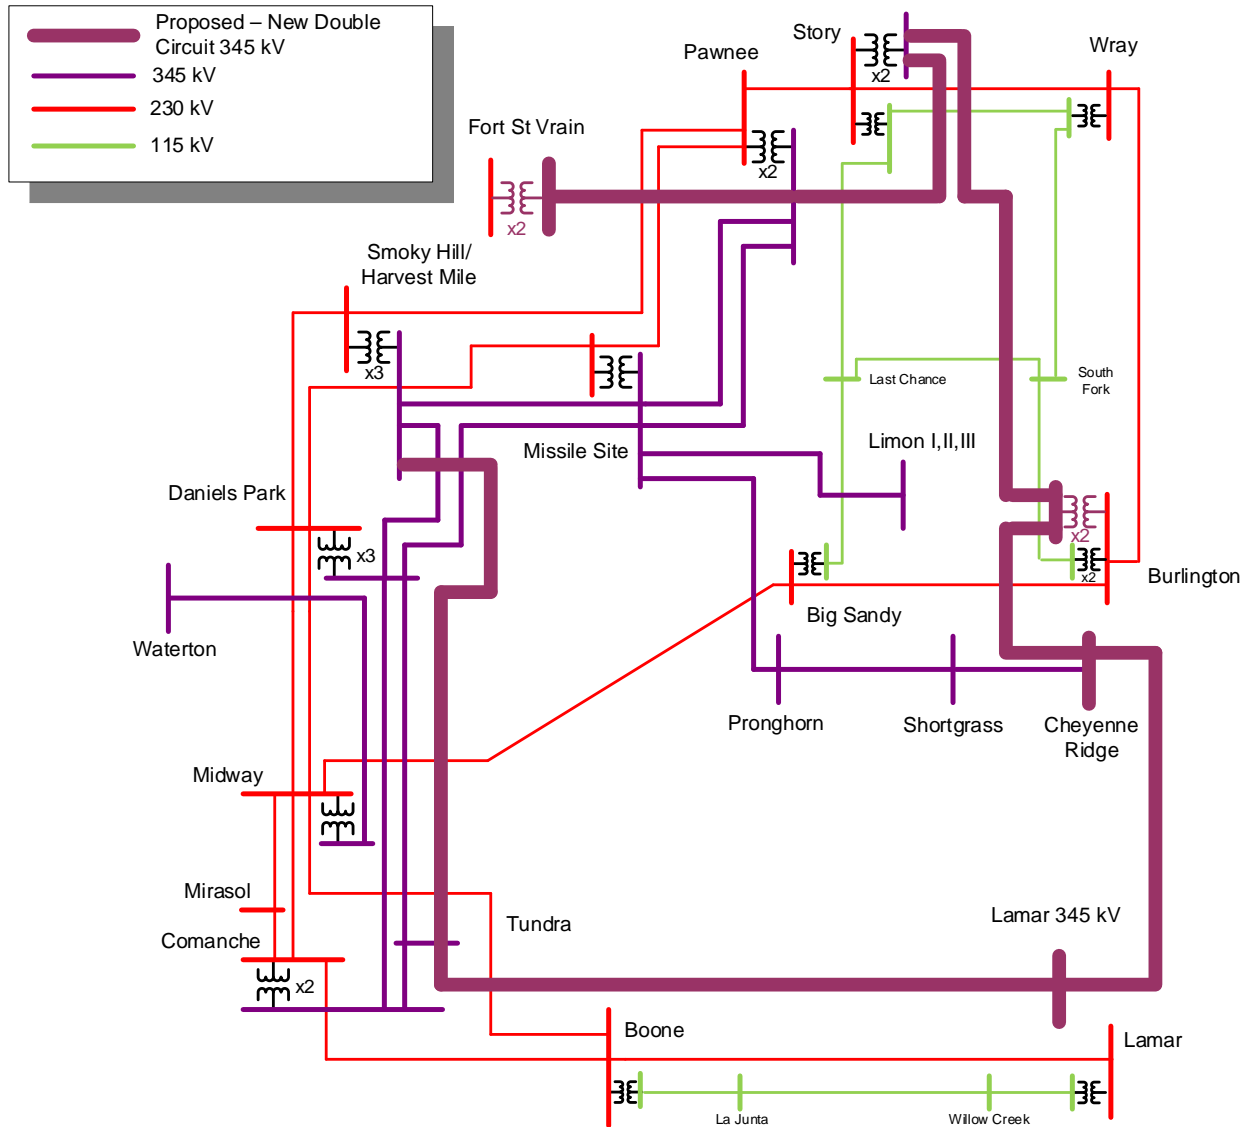 Proposed – New Double
Circuit 345 kV
345 kV
230 kV
115 kV
Story
Pawnee
Wray
x2
Fort St Vrain
x2
x2
Smoky Hill/
Harvest Mile
x3
Last Chance
South
Fork
Missile Site
Limon I,II,III
Daniels Park
x3
x2
x2
Burlington
Big Sandy
Waterton
Pronghorn
Shortgrass
Cheyenne
Ridge
Midway
Mirasol
Tundra
Lamar 345 kV
Comanche
x2
Boone
Lamar
La Junta
Willow Creek